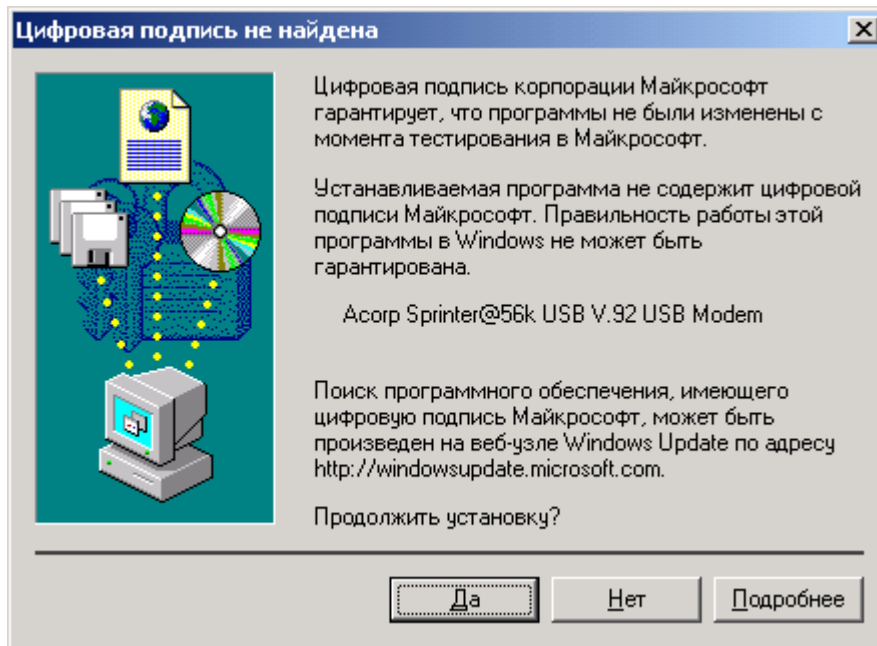 Цифровая подпись не найдена
Цифровая подпись корпорации Майкрософт
гарантирует, что программы не были изменены с
момента тестирования в Майкрософт.
Устанавливаемая программа не содержит цифровой
подписи Майкрософт. Правильность работы этой
программы в Windows не может быть
гарантирована.
Acorp Sprinter@56k USB V.92 USB Modem
Поиск программного обеспечения, имеющего
цифровую подпись Майкрософт, может быть
произведен на веб-узле Windows Update по адресу
http://windowsupdate.microsoft.com.
Продолжить установку?
Да Нет Подробнее